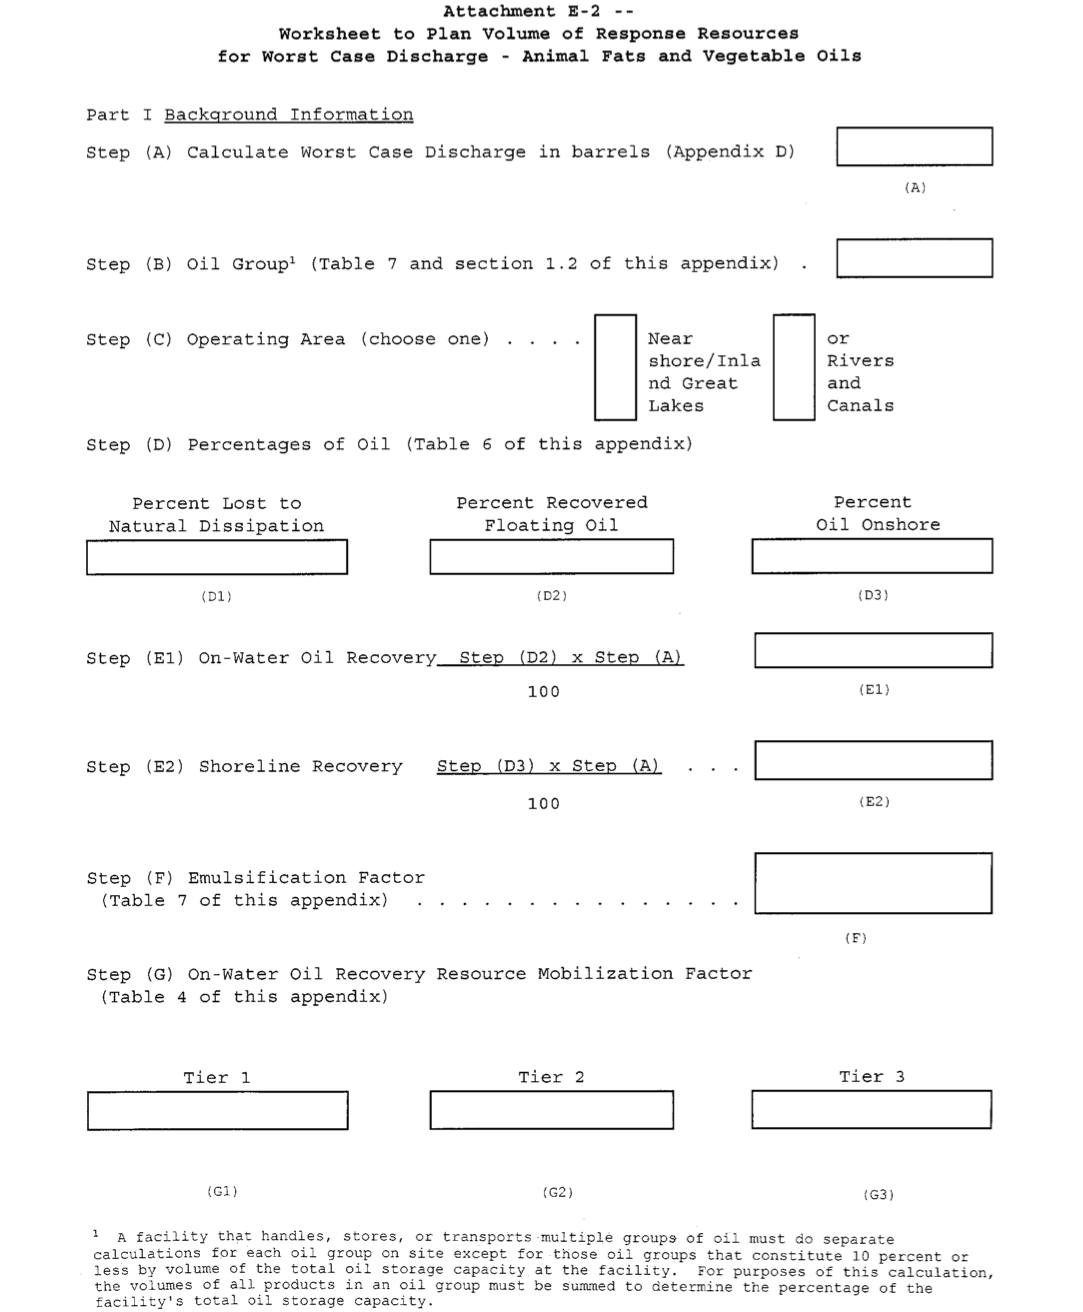 Attachment E-2 --
Worksheet to Plan Volume of Response Resources
for Worst Case Discharge - Animal Fats and Vegetable Oils
Part I Background Information
Step (A) Calculate Worst Case Discharge in barrels (Appendix D)
(A)
Step (B) Oil Group¹ (Table 7 and section 1.2 of this appendix) .
Step (C) Operating Area (choose one) . . . .
Near
shore/Inla
nd Great
Lakes
or
Rivers
and
Canals
Step (D) Percentages of Oil (Table 6 of this appendix)
Percent Lost to
Natural Dissipation
Percent Recovered
Floating Oil
Percent
Oil Onshore
(D1)
(D2)
(D3)
Step (E1) On-Water Oil Recovery Step (D2) x Step (A)
100
(E1)
Step (E2) Shoreline Recovery Step (D3) x Step (A) . . .
100
(E2)
Step (F) Emulsification Factor
(Table 7 of this appendix) . . . . . . . . . . . . . . .
(F)
Step (G) On-Water Oil Recovery Resource Mobilization Factor
(Table 4 of this appendix)
Tier 1
Tier 2
Tier 3
(G1)
(G2)
(G3)
¹ A facility that handles, stores, or transports multiple groups of oil must do separate
calculations for each oil group on site except for those oil groups that constitute 10 percent or
less by volume of the total oil storage capacity at the facility. For purposes of this calculation,
the volumes of all products in an oil group must be summed to determine the percentage of the
facility's total oil storage capacity.